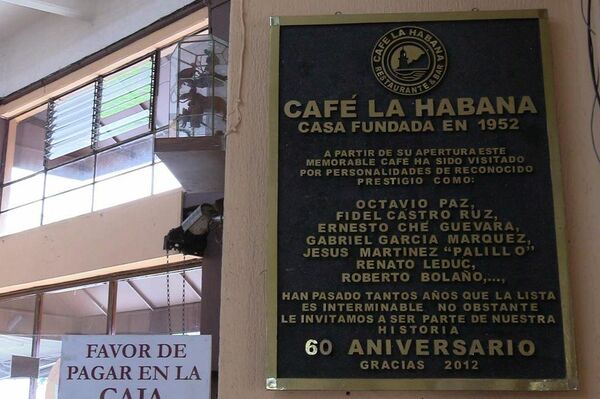 CAFE LA HABANA
RESTAURANTE & BAR
CAFÉ LA HABANA
CASA FUNDADA EN 1952
A PARTIR DE SU APERTURA ESTE
MEMORABLE CAFÉ HA SIDO VISITADO
POR PERSONALIDADES DE RECONOCIDO
PRESTIGIO COMO:
OCTAVIO PAZ,
FIDEL CASTRO RUZ,
ERNESTO CHE GUEVARA,
GABRIEL GARCIA MARQUEZ,
JESUS MARTINEZ "PALILLO"
RENATO LEDUC,
ROBERTO BOLAÑO,...,
HAN PASADO TANTOS AÑOS QUE LA LISTA
ES INTERMINABLE NO OBSTANTE
LE INVITAMOS A SER PARTE DE NUESTRA
HISTORIA
60 ANIVERSARIO
GRACIAS 2012
FAVOR DE
PAGAR EN LA
CAJA